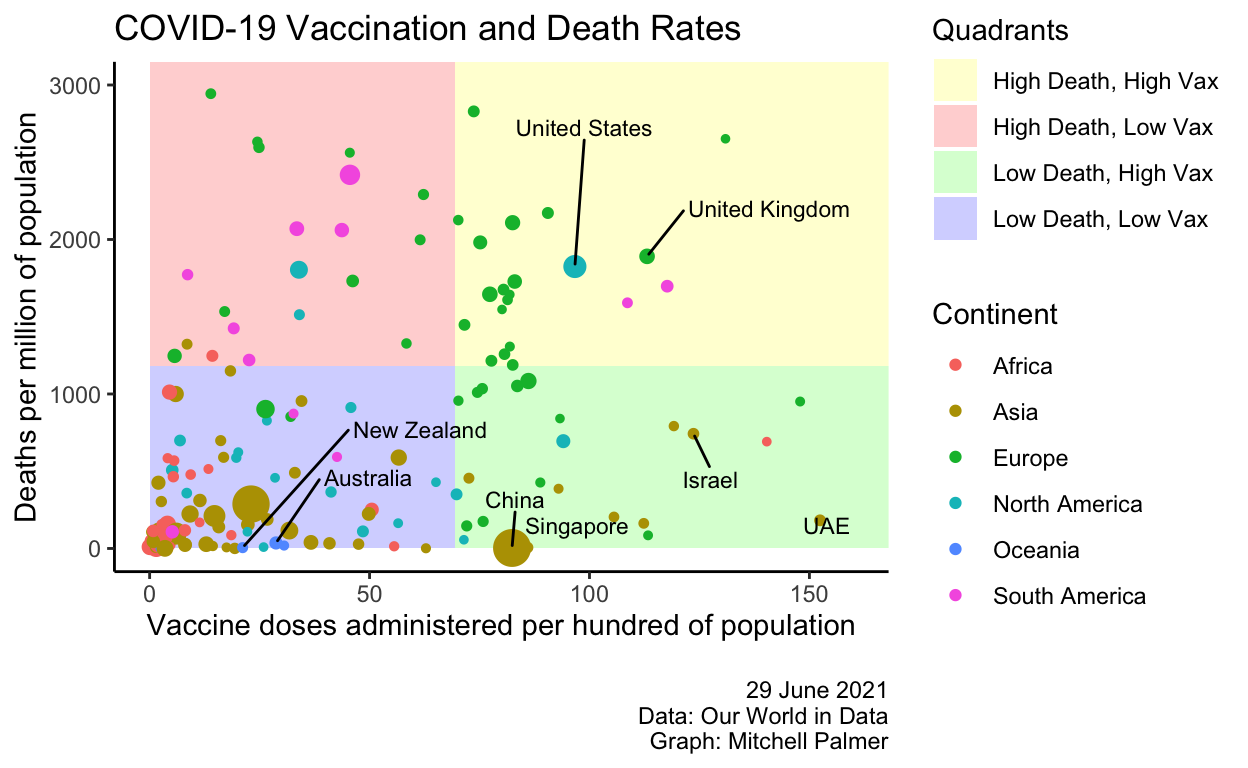 COVID-19 Vaccination and Death Rates
Deaths per million of population
3000
2000
1000
0
United States
United Kingdom
New Zealand
Australia
Israel
China
Singapore
UAE
0
50
100
150
Vaccine doses administered per hundred of population
Quadrants
High Death, High Vax
High Death, Low Vax
Low Death, High Vax
Low Death, Low Vax
Continent
Africa
Asia
Europe
North America
Oceania
South America
29 June 2021
Data: Our World in Data
Graph: Mitchell Palmer